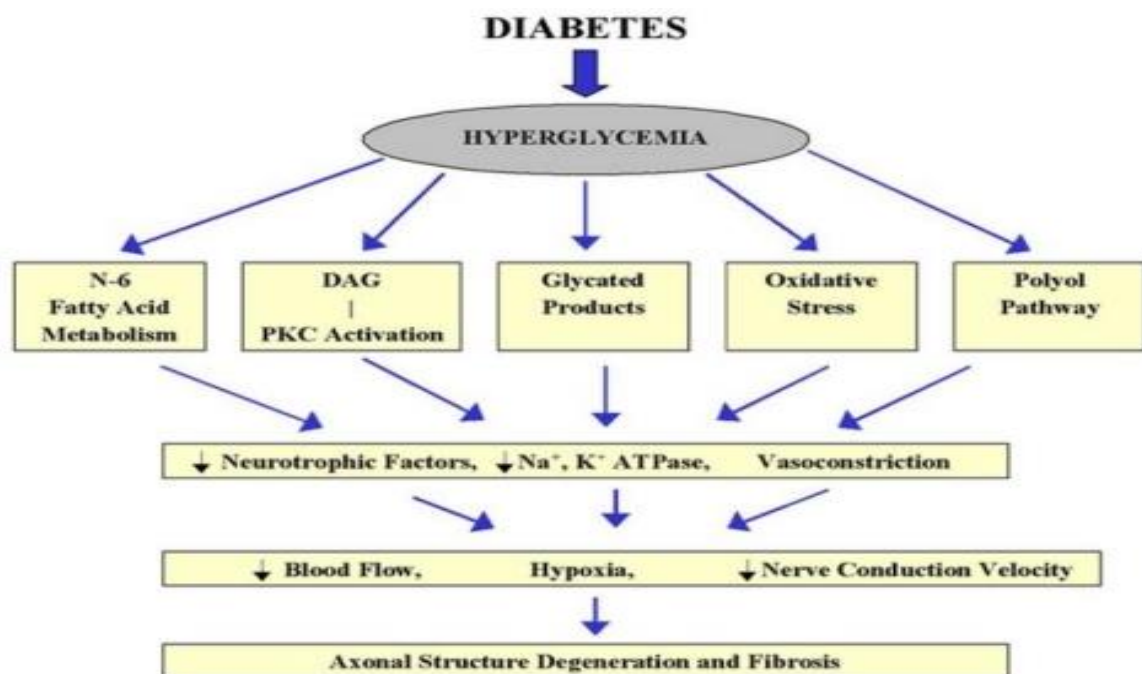 DIABETES
HYPERGLYCEMIA
N-6
Fatty Acid
Metabolism
DAG
|
PKC Activation
Glycated
Products
Oxidative
Stress
Polyol
Pathway
↓ Neurotrophic Factors, ↓Na⁺, K⁺ ATPase, Vasoconstriction
↓ Blood Flow, Hypoxia, ↓Nerve Conduction Velocity
Axonal Structure Degeneration and Fibrosis